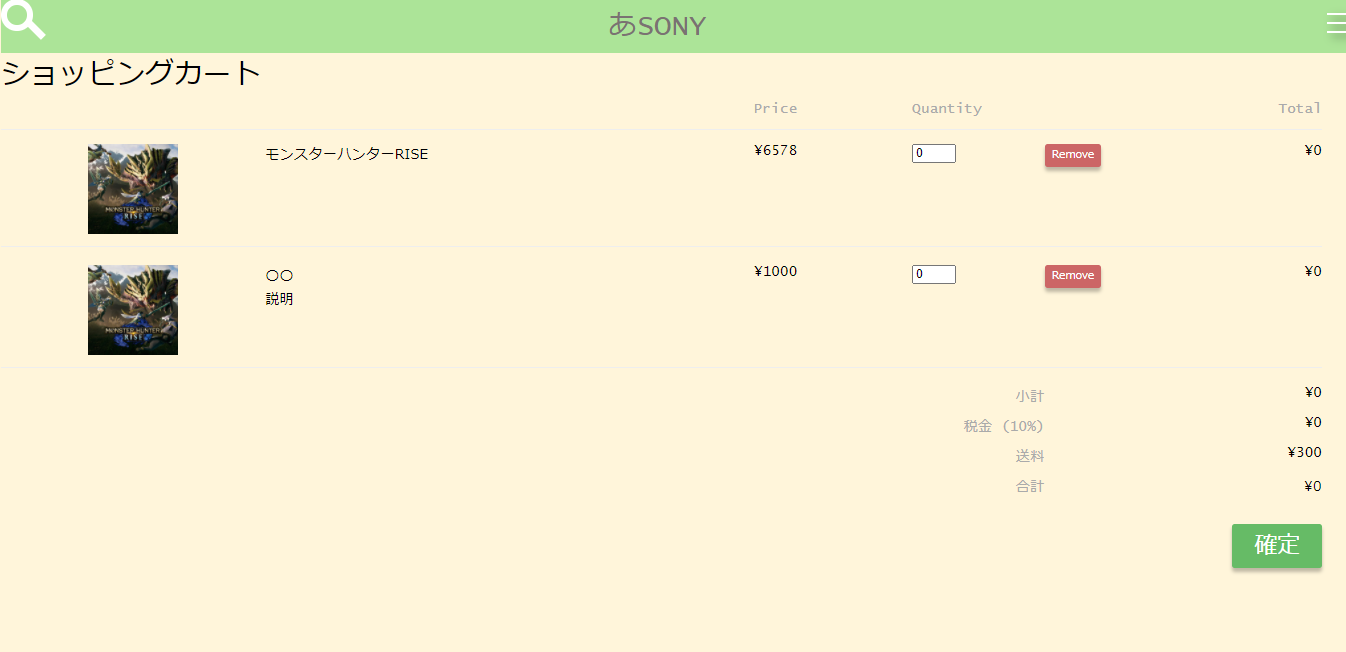 あSONY
ショッピングカート
Price Quantity Total
モンスターハンターRISE ¥6578 0 Remove ¥0
MONSTER HUNTER
RISE
〇〇 ¥1000 0 Remove ¥0
説明
MONSTER HUNTER
RISE
小計 ¥0
税金 (10%) ¥0
送料 ¥300
合計 ¥0
確定